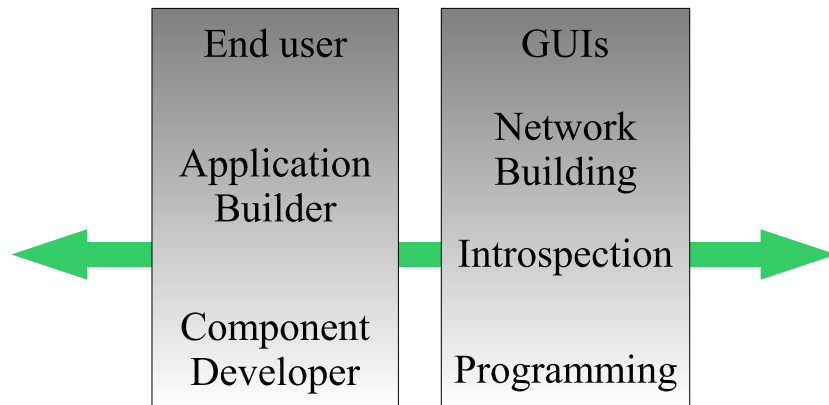 End user
Application
Builder
Component
Developer
GUIs
Network
Building
Introspection
Programming